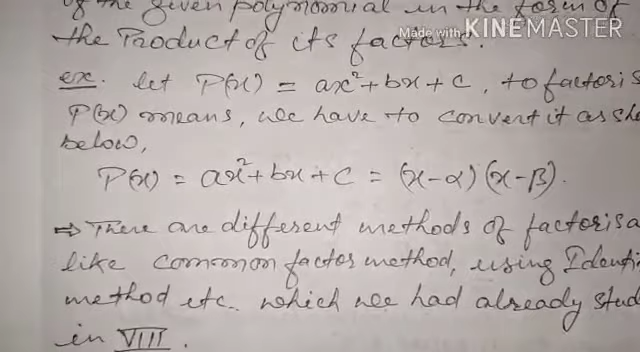 of the given polynomial in the form of
Made with KINEMASTER
the Product of its factors.
ex. let P(x) = ax²+bx+c, to factoris
P(x) means, we have to convert it as sho
below,
P(x) = ax²+bx+c = (x-α)(x-β).
⇒ There are different methods of factorisa
like common factor method, using Identi
method etc. which we had already stud
in VIII.